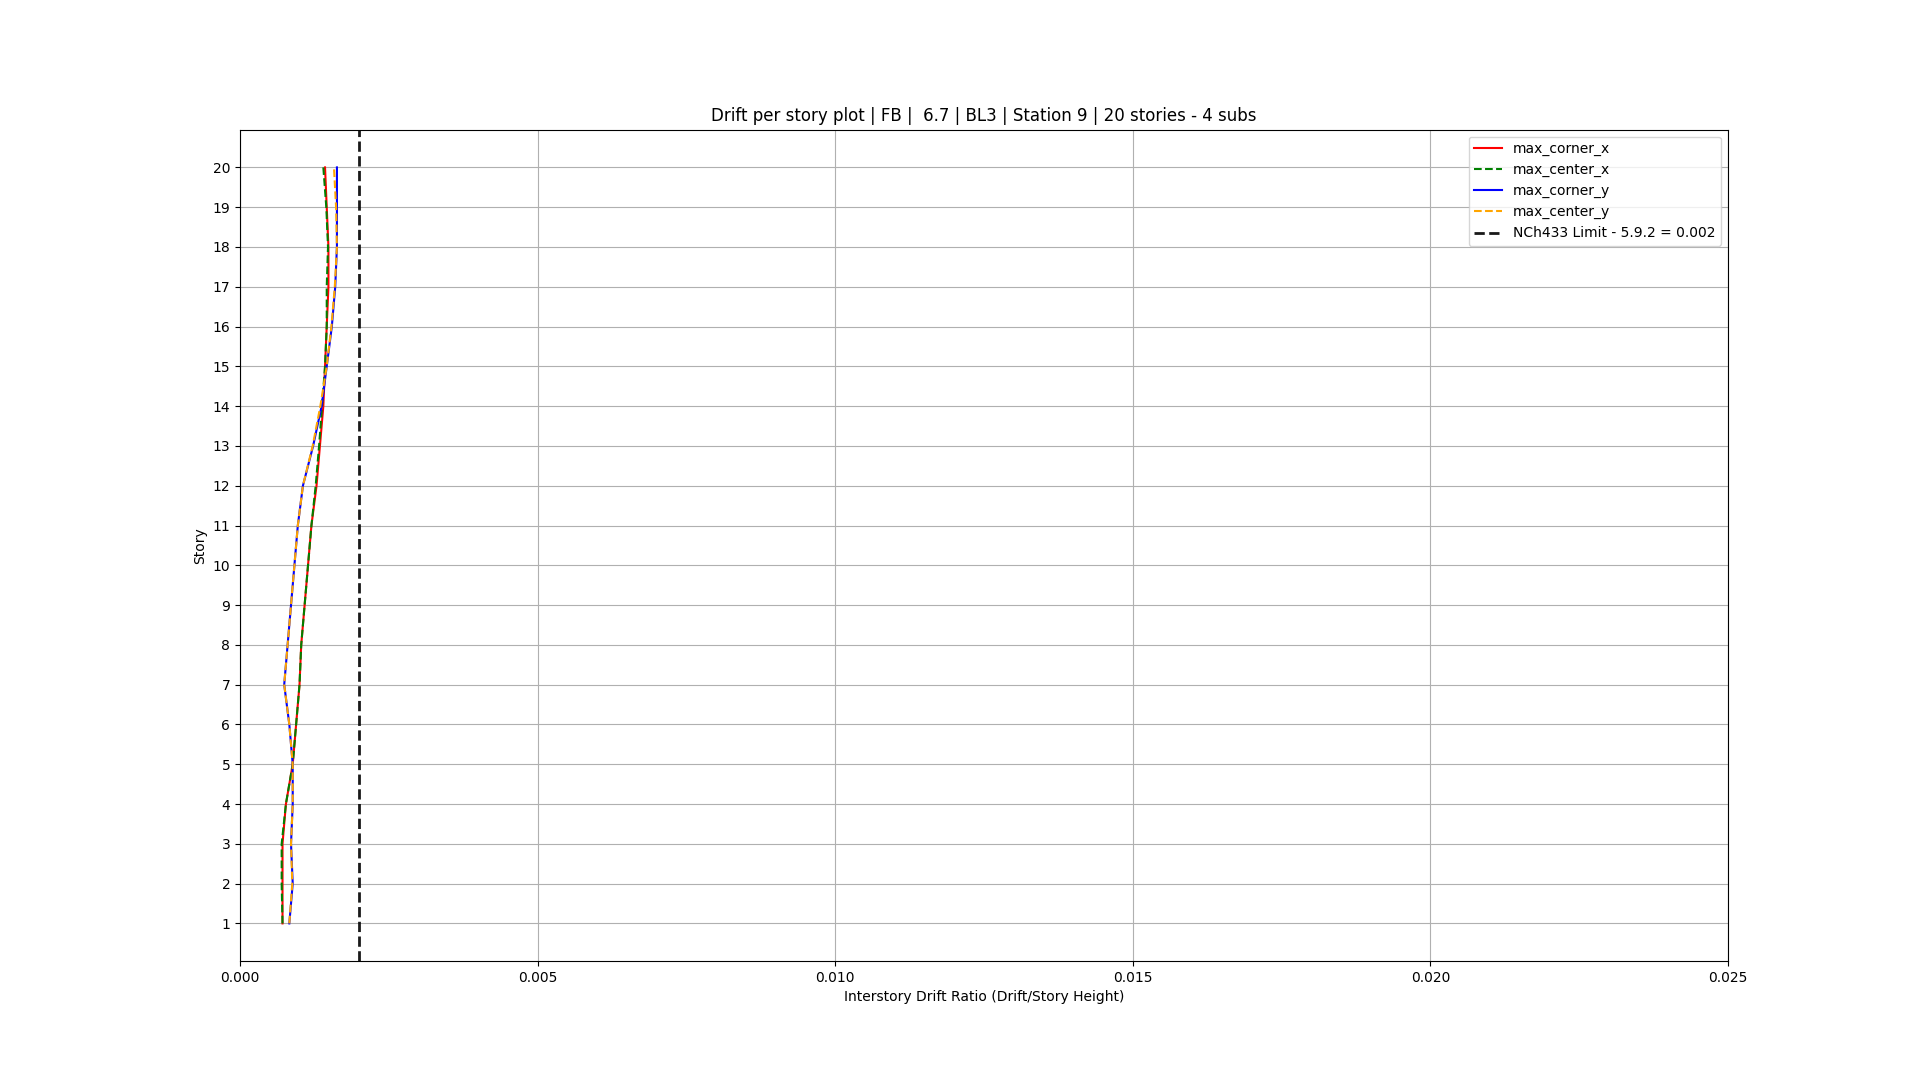 Drift per story plot | FB |  6.7 | BL3 | Station 9 | 20 stories - 4 subs
max_corner_x
max_center_x
max_corner_y
max_center_y
NCh433 Limit - 5.9.2 = 0.002
Story
20
19
18
17
16
15
14
13
12
11
10
9
8
7
6
5
4
3
2
1
0.000 0.005 0.010 0.015 0.020 0.025
Interstory Drift Ratio (Drift/Story Height)